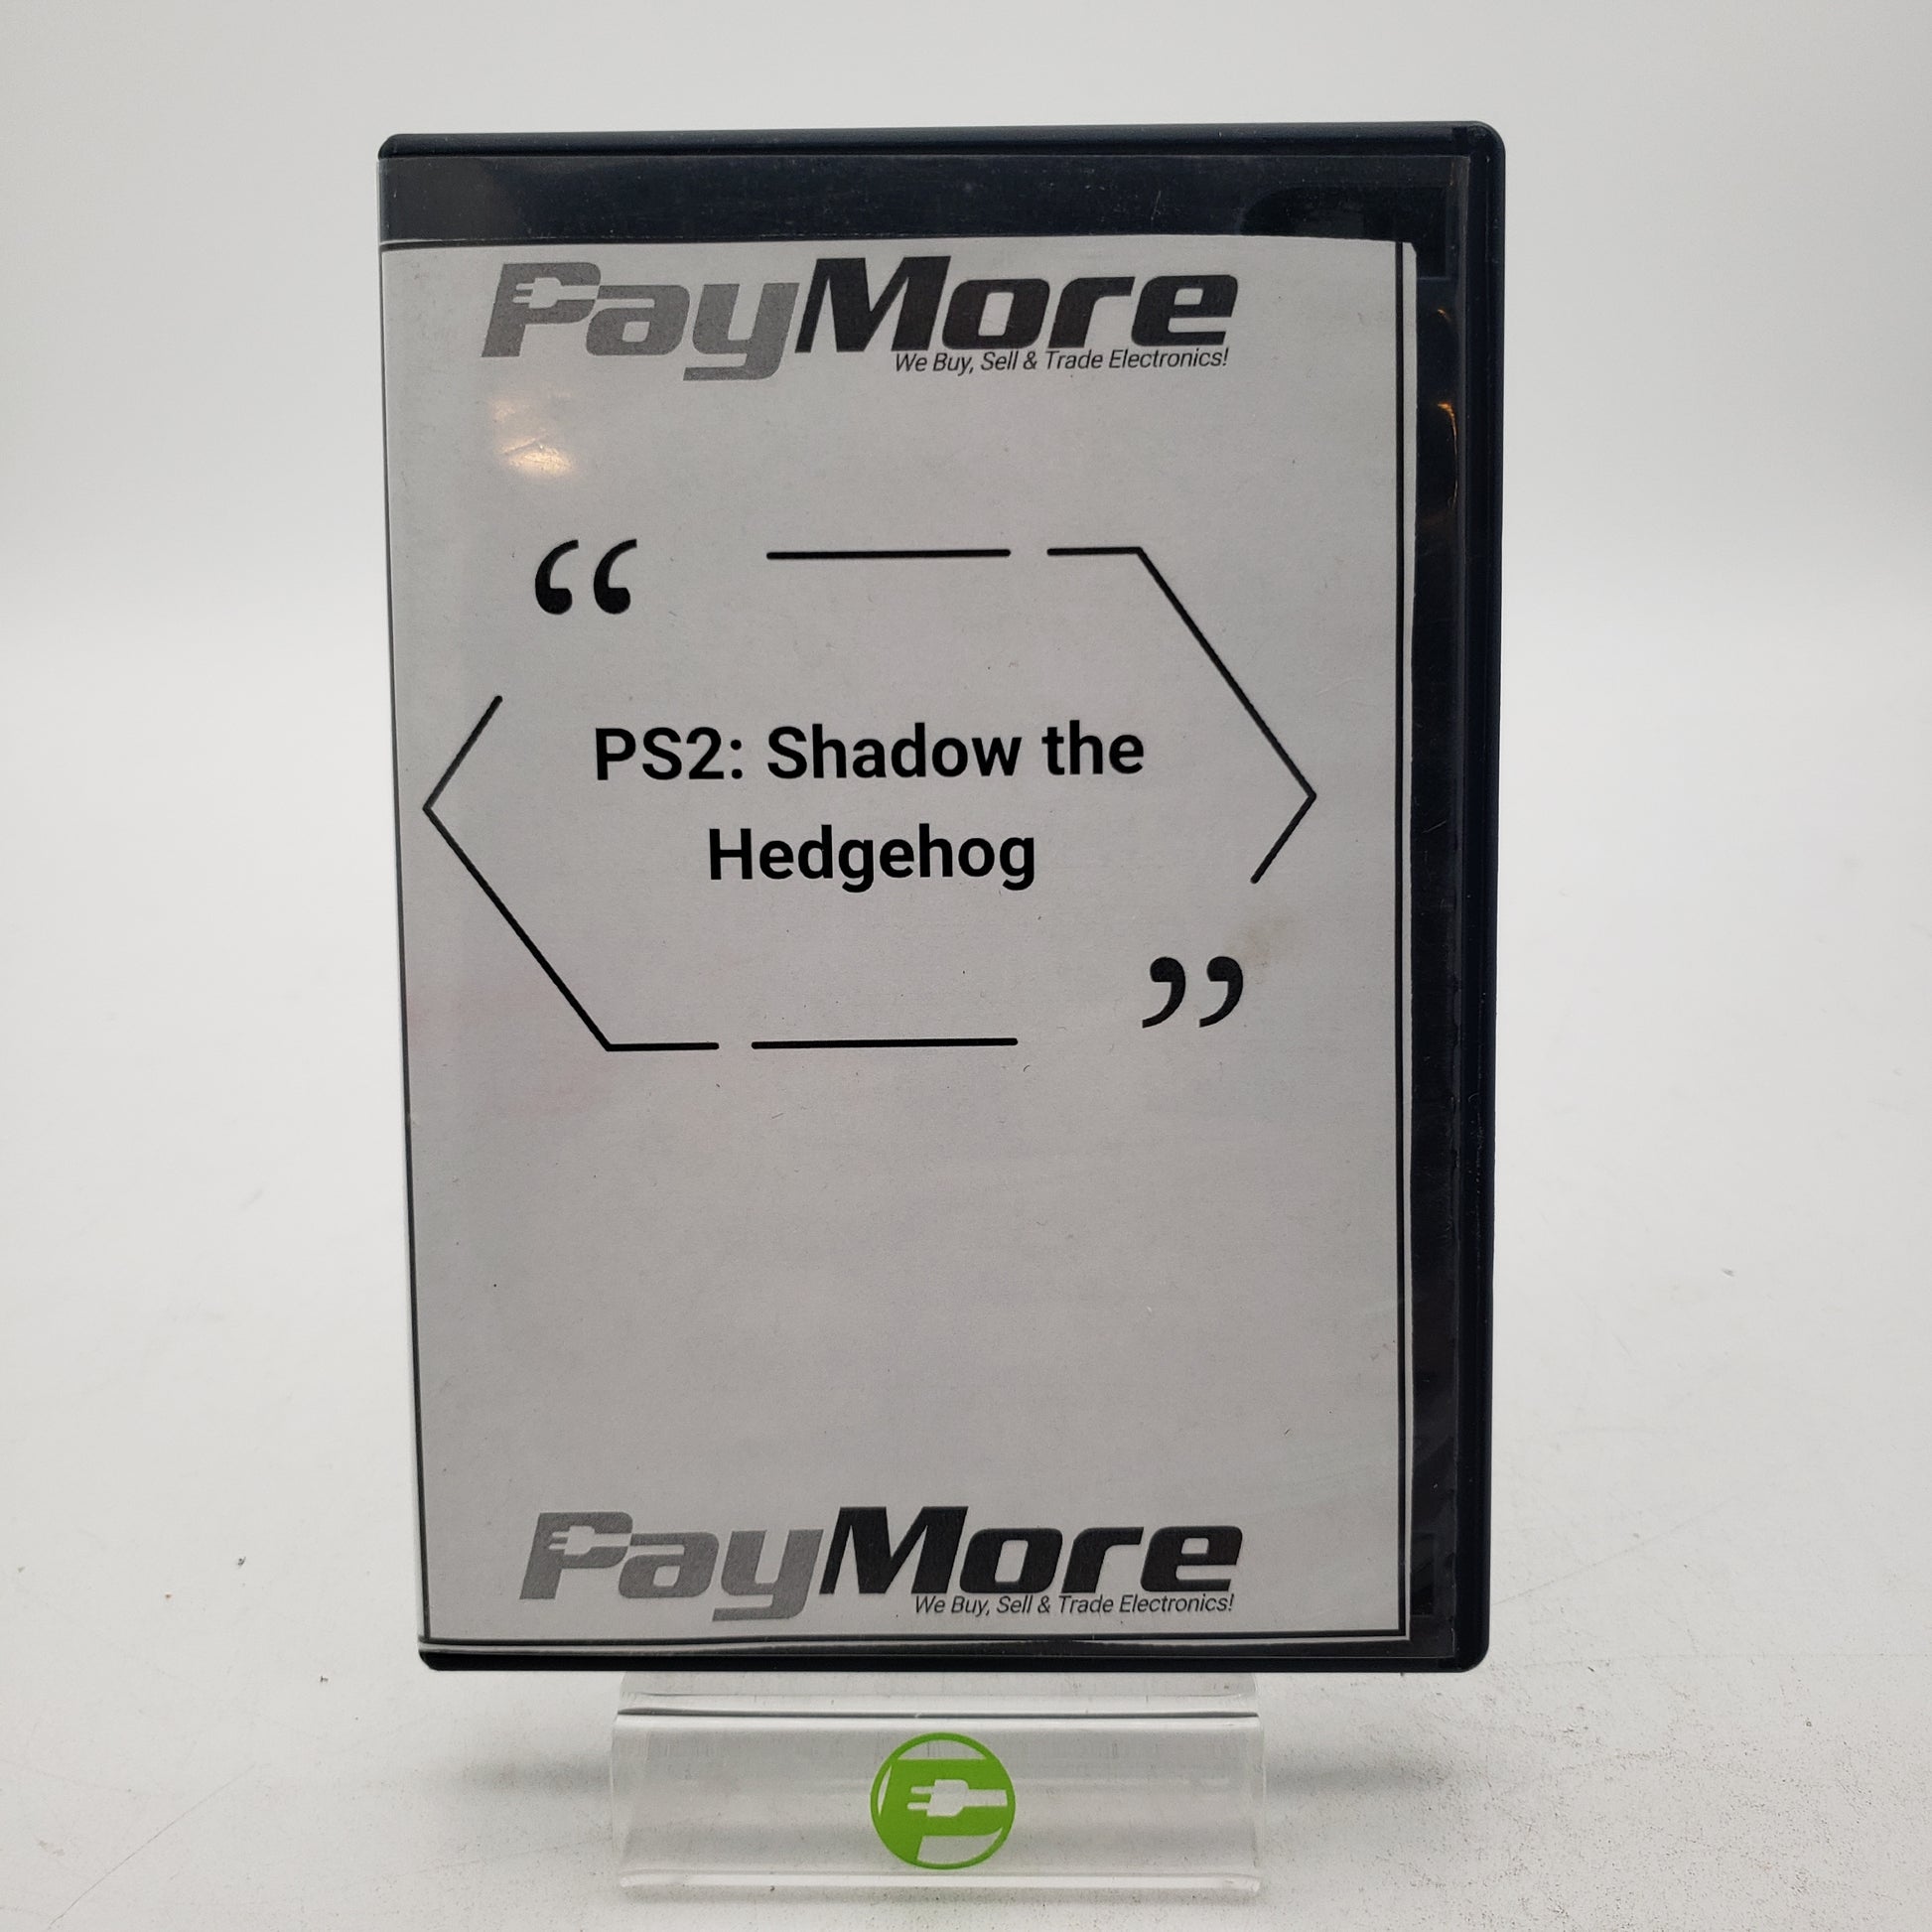 PayMore
We Buy, Sell & Trade Electronics!
“
PS2: Shadow the
Hedgehog
”
PayMore
We Buy, Sell & Trade Electronics!